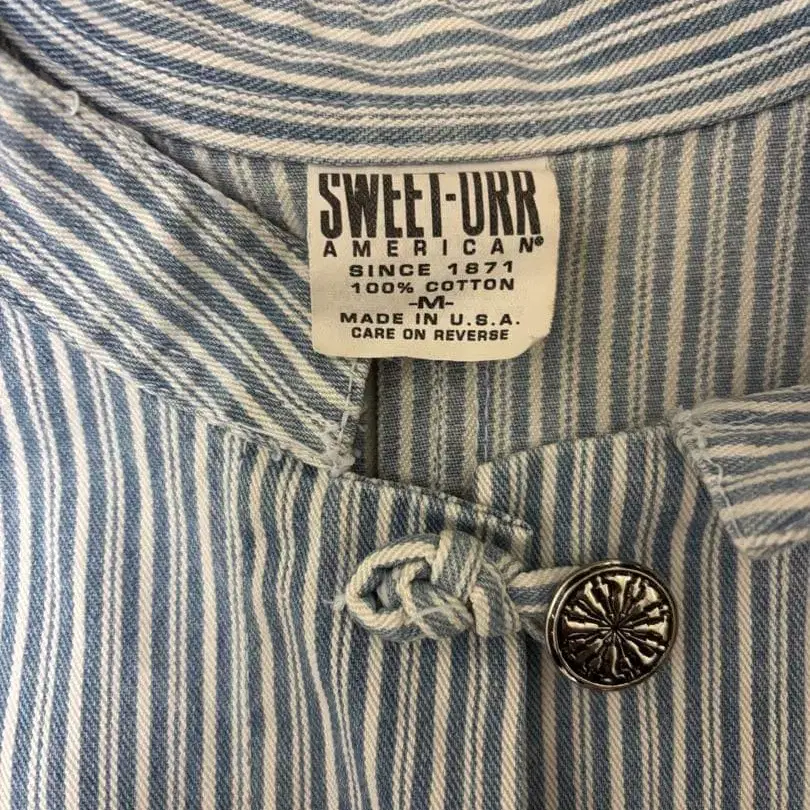 SWEET-ORR
AMERICAN®
SINCE 1871
100% COTTON
-M-
MADE IN U.S.A.
CARE ON REVERSE